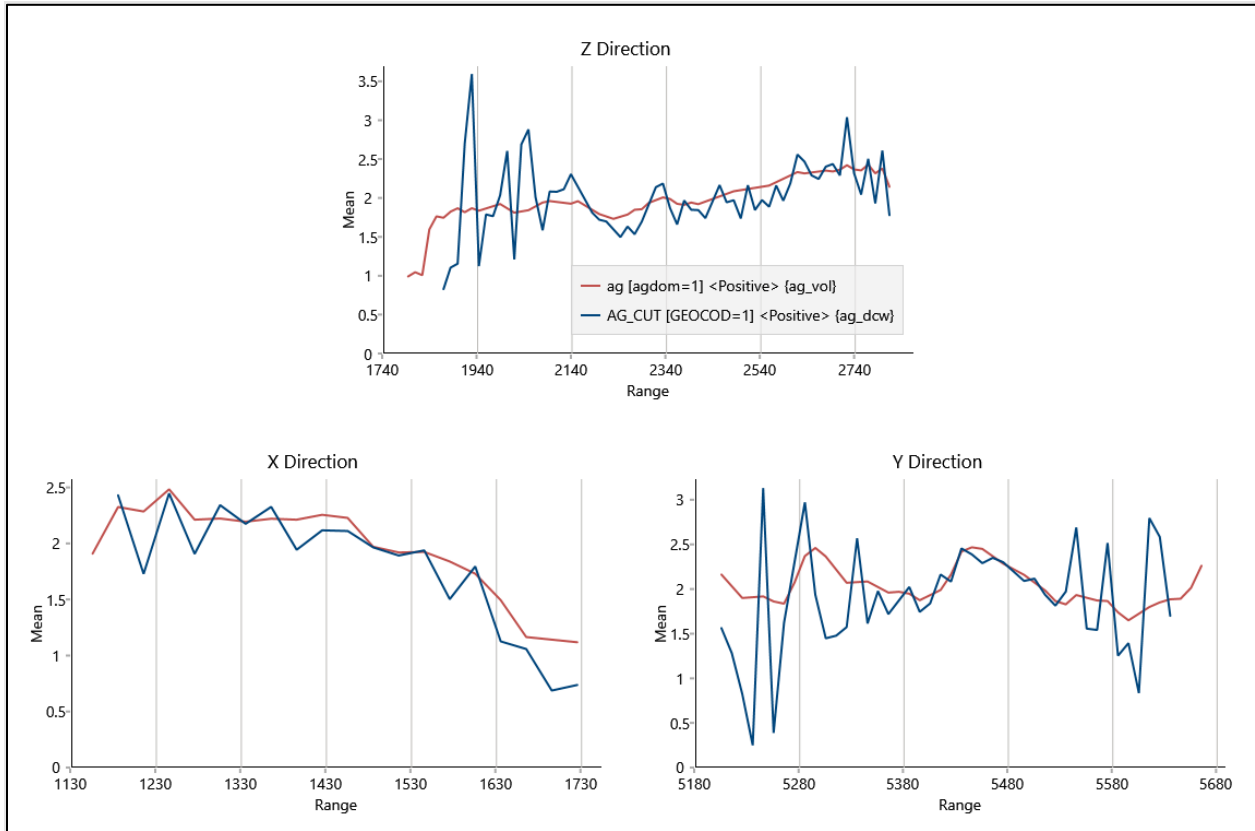 Z Direction
3.5
3
2.5
2
1.5
1
0.5
0
Mean
1740 1940 2140 2340 2540 2740
Range
ag [agdom=1] <Positive> {ag_vol}
AG_CUT [GEOCOD=1] <Positive> {ag_dcw}
X Direction
2.5
2
1.5
1
0.5
0
Mean
1130 1230 1330 1430 1530 1630 1730
Range
Y Direction
3
2.5
2
1.5
1
0.5
0
Mean
5180 5280 5380 5480 5580 5680
Range